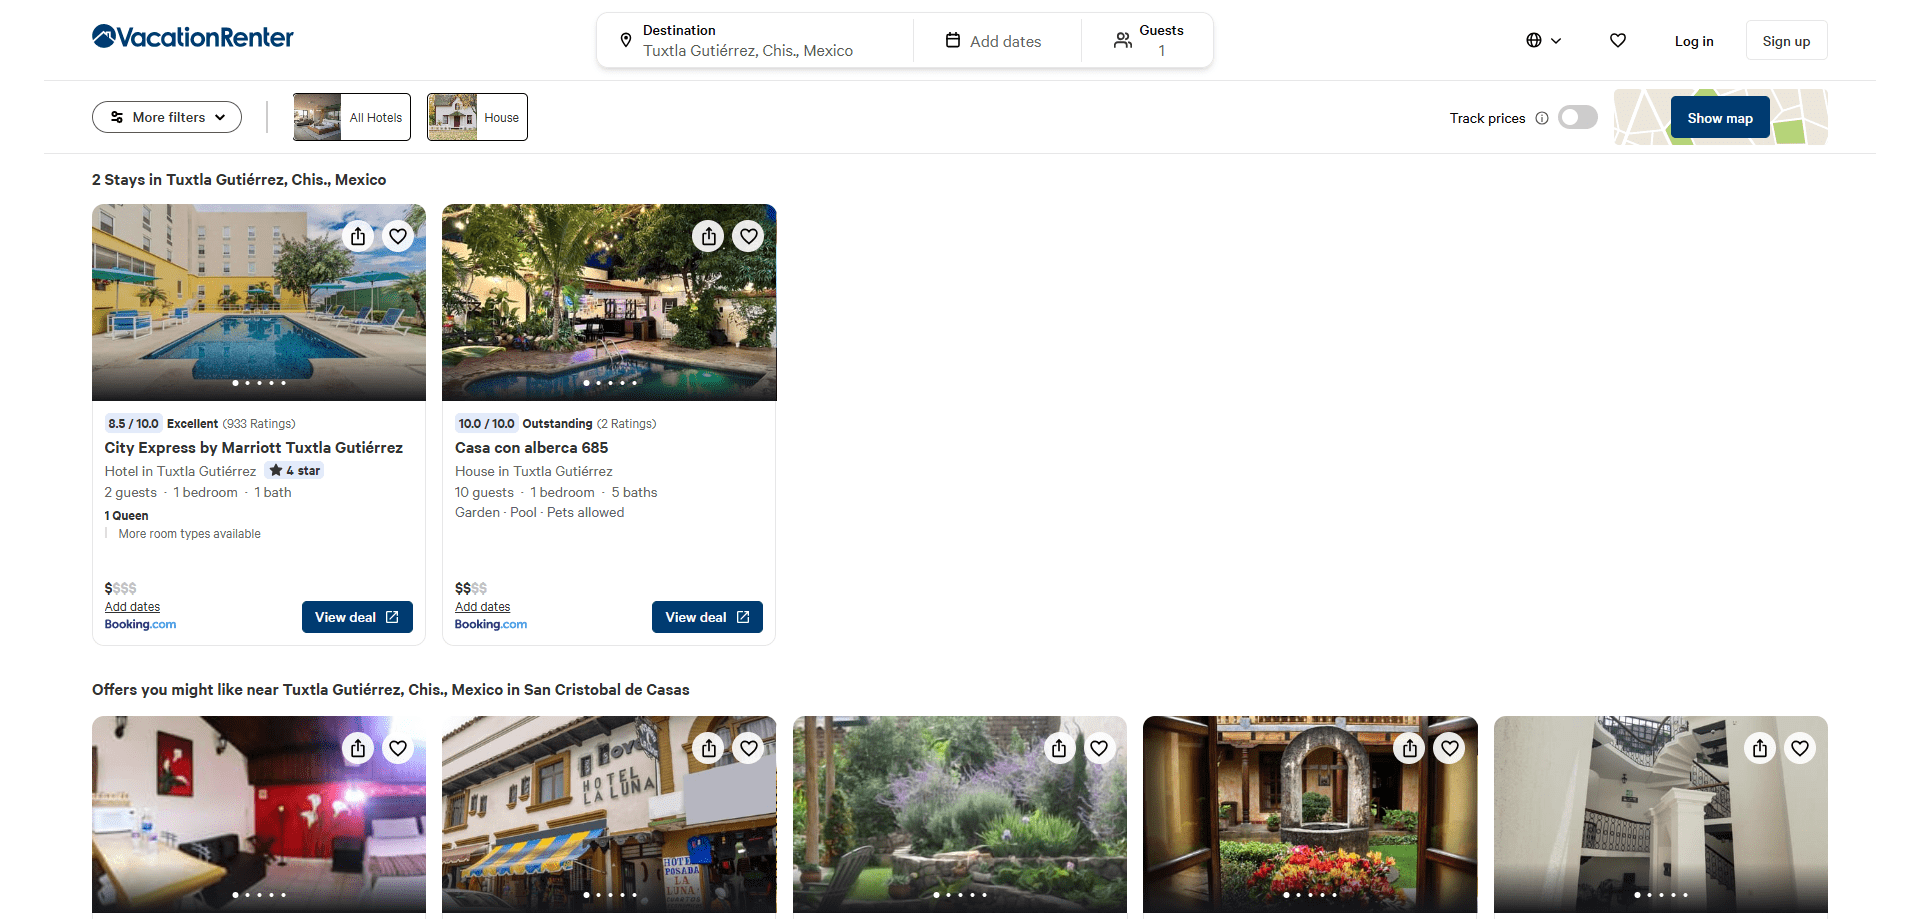 VacationRenter
Destination
Tuxtla Gutiérrez, Chis., Mexico
Add dates
Guests
1
Log in
Sign up
More filters
All Hotels
House
Track prices
Show map
2 Stays in Tuxtla Gutiérrez, Chis., Mexico
8.5 / 10.0 Excellent (933 Ratings)
City Express by Marriott Tuxtla Gutiérrez
Hotel in Tuxtla Gutiérrez 4 star
2 guests · 1 bedroom · 1 bath
1 Queen
More room types available
$$$$
Add dates
Booking.com
View deal
10.0 / 10.0 Outstanding (2 Ratings)
Casa con alberca 685
House in Tuxtla Gutiérrez
10 guests · 1 bedroom · 5 baths
Garden · Pool · Pets allowed
$$$$
Add dates
Booking.com
View deal
Offers you might like near Tuxtla Gutiérrez, Chis., Mexico in San Cristobal de Casas
HOTEL
LA LUNA
HOTEL
POSADA
LA
LUNA